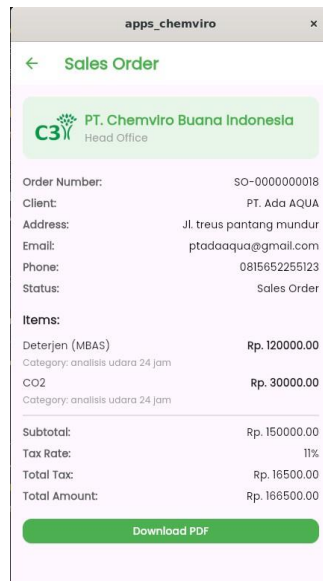 apps_chemviro ×
← Sales Order
C3 PT. Chemviro Buana Indonesia
Head Office
Order Number: SO-0000000018
Client: PT. Ada AQUA
Address: Jl. treus pantang mundur
Email: ptadaaqua@gmail.com
Phone: 0815652255123
Status: Sales Order
Items:
Deterjen (MBAS) Rp. 120000.00
Category: analisis udara 24 jam
CO2 Rp. 30000.00
Category: analisis udara 24 jam
Subtotal: Rp. 150000.00
Tax Rate: 11%
Total Tax: Rp. 16500.00
Total Amount: Rp. 166500.00
Download PDF